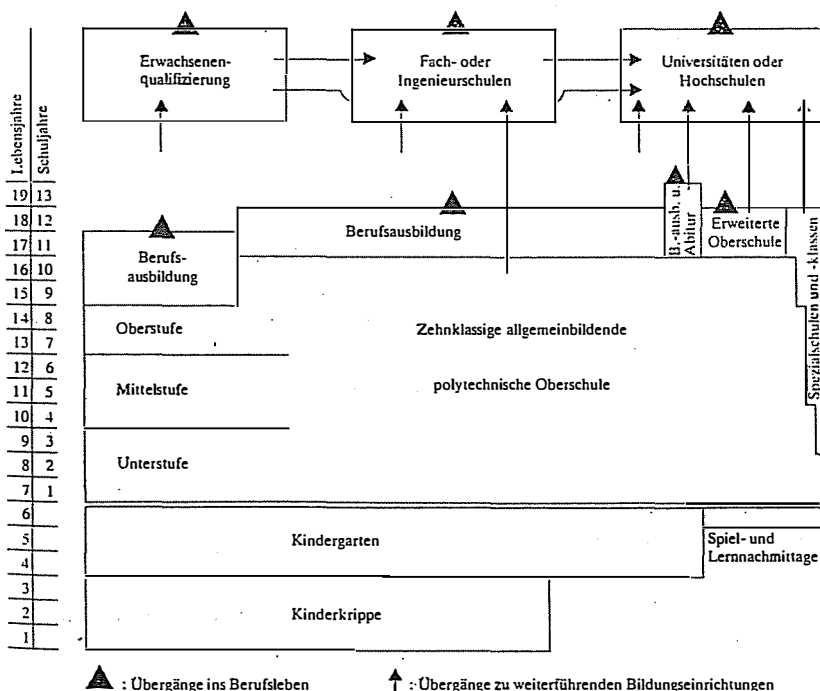 Erwachsenen-
qualifizierung
Fach- oder
Ingenieurschulen
Universitäten oder
Hochschulen
Lebensjahre
Schuljahre
19 13
18 12
17 11
16 10
15 9
14 8
13 7
12 6
11 5
10 4
9 3
8 2
7 1
6
5
4
3
2
1
Berufs-
ausbildung
Berufsausbildung
B.-ausb. u.
Abitur
Erweiterte
Oberschule
Spezialschulen und -klassen
Oberstufe
Mittelstufe
Unterstufe
Zehnklassige allgemeinbildende
polytechnische Oberschule
Kindergarten
Spiel- und
Lernnachmittage
Kinderkrippe
: Übergänge ins Berufsleben
: Übergänge zu weiterführenden Bildungseinrichtungen